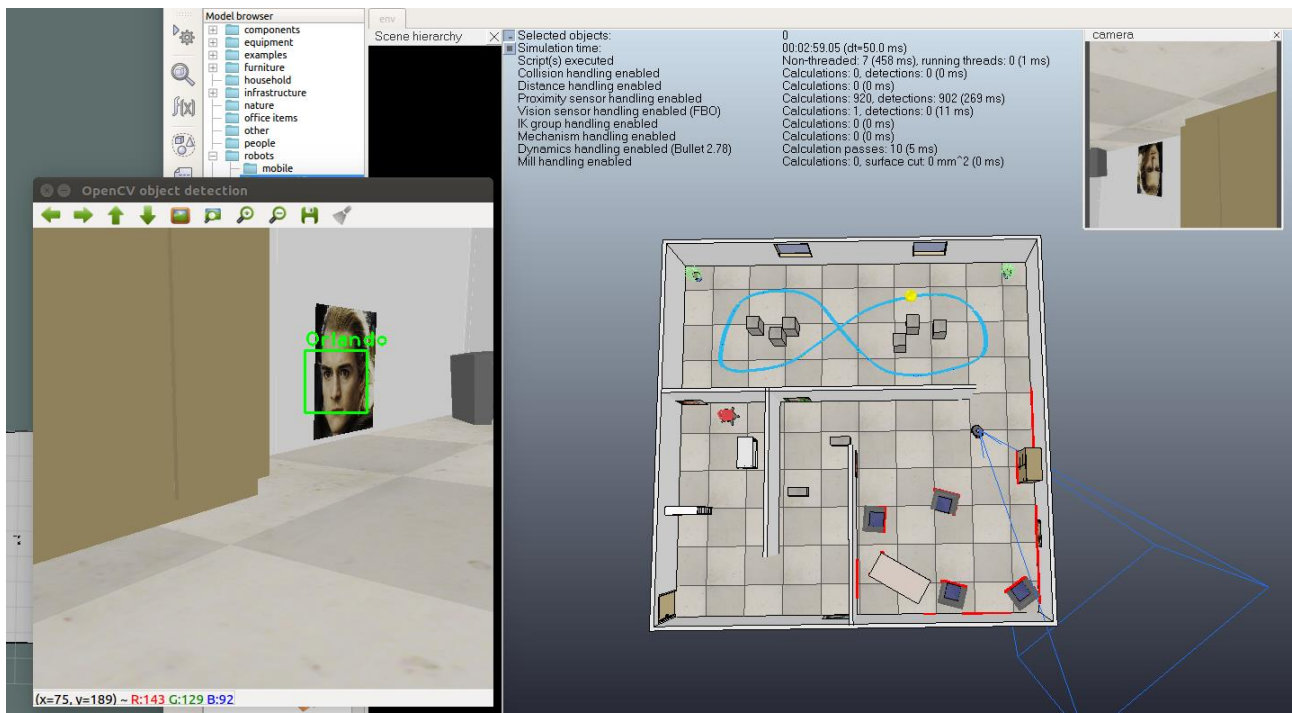 Model browser
components
equipment
examples
furniture
household
infrastructure
nature
office items
other
people
robots
mobile
f(x)
env
Scene hierarchy
Selected objects: 0
Simulation time: 00:02:59.05 (dt=50.0 ms)
Script(s) executed Non-threaded: 7 (458 ms), running threads: 0 (1 ms)
Collision handling enabled Calculations: 0, detections: 0 (0 ms)
Distance handling enabled Calculations: 0 (0 ms)
Proximity sensor handling enabled Calculations: 920, detections: 902 (269 ms)
Vision sensor handling enabled (FBO) Calculations: 1, detections: 0 (11 ms)
IK group handling enabled Calculations: 0 (0 ms)
Mechanism handling enabled Calculations: 0 (0 ms)
Dynamics handling enabled (Bullet 2.78) Calculation passes: 10 (5 ms)
Mill handling enabled Calculations: 0, surface cut: 0 mm^2 (0 ms)
camera
OpenCV object detection
Orlando
(x=75, y=189) ~ R:143 G:129 B:92